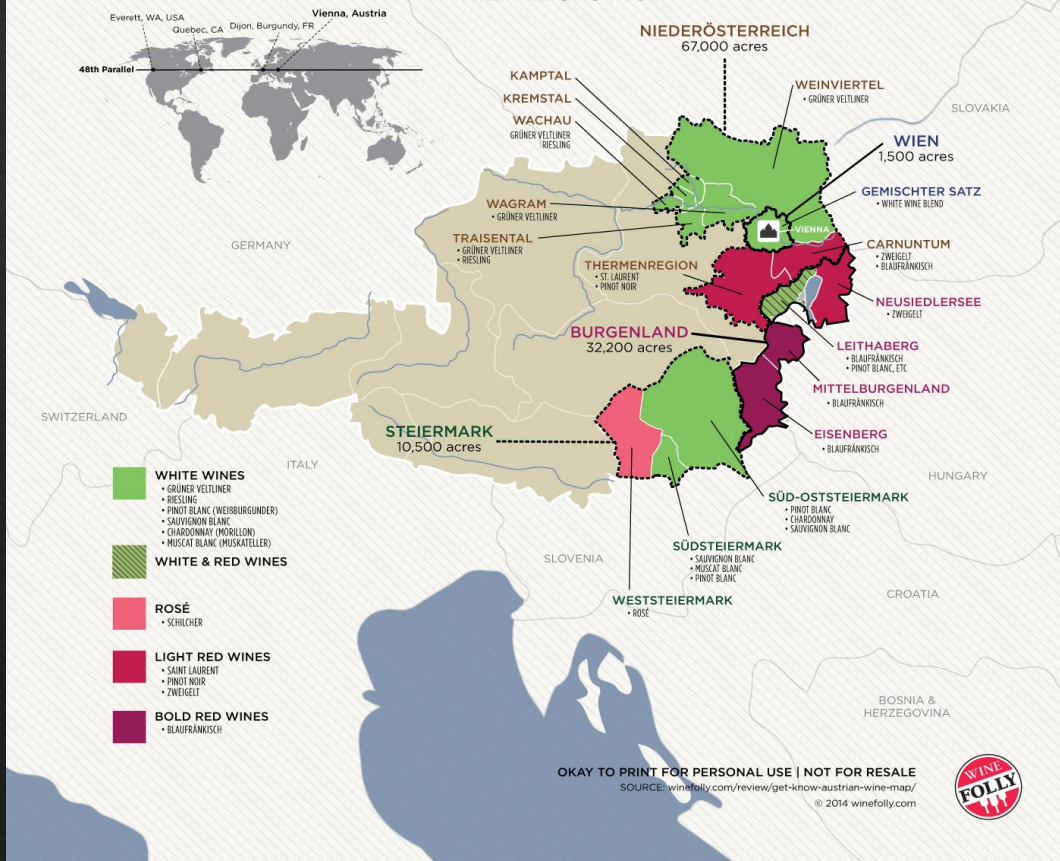 Everett, WA, USA
Quebec, CA
Dijon, Burgundy, FR
Vienna, Austria
48th Parallel
NIEDERÖSTERREICH
67,000 acres
KAMPTAL
KREMSTAL
WACHAU
GRÜNER VELTLINER
RIESLING
WEINVIERTEL
• GRÜNER VELTLINER
SLOVAKIA
WIEN
1,500 acres
GEMISCHTER SATZ
• WHITE WINE BLEND
WAGRAM
• GRÜNER VELTLINER
VIENNA
TRAISENTAL
• GRÜNER VELTLINER
• RIESLING
GERMANY
CARNUNTUM
• ZWEIGELT
• BLAUFRÄNKISCH
THERMENREGION
• ST. LAURENT
• PINOT NOIR
NEUSIEDLERSEE
• ZWEIGELT
BURGENLAND
32,200 acres
LEITHABERG
• BLAUFRÄNKISCH
• PINOT BLANC, ETC
MITTELBURGENLAND
• BLAUFRÄNKISCH
SWITZERLAND
STEIERMARK
10,500 acres
EISENBERG
• BLAUFRÄNKISCH
ITALY
HUNGARY
WHITE WINES
• GRÜNER VELTLINER
• RIESLING
• PINOT BLANC (WEIßBURGUNDER)
• SAUVIGNON BLANC
• CHARDONNAY (MORILLON)
• MUSCAT BLANC (MUSKATELLER)
WHITE & RED WINES
ROSÉ
• SCHILCHER
LIGHT RED WINES
• SAINT LAURENT
• PINOT NOIR
• ZWEIGELT
BOLD RED WINES
• BLAUFRÄNKISCH
SÜD-OSTSTEIERMARK
• PINOT BLANC
• CHARDONNAY
• SAUVIGNON BLANC
SÜDSTEIERMARK
• SAUVIGNON BLANC
• MUSCAT BLANC
• PINOT BLANC
SLOVENIA
WESTSTEIERMARK
• ROSÉ
CROATIA
BOSNIA &
HERZEGOVINA
OKAY TO PRINT FOR PERSONAL USE | NOT FOR RESALE
SOURCE: winefolly.com/review/get-know-austrian-wine-map/
© 2014 winefolly.com
WINE
FOLLY